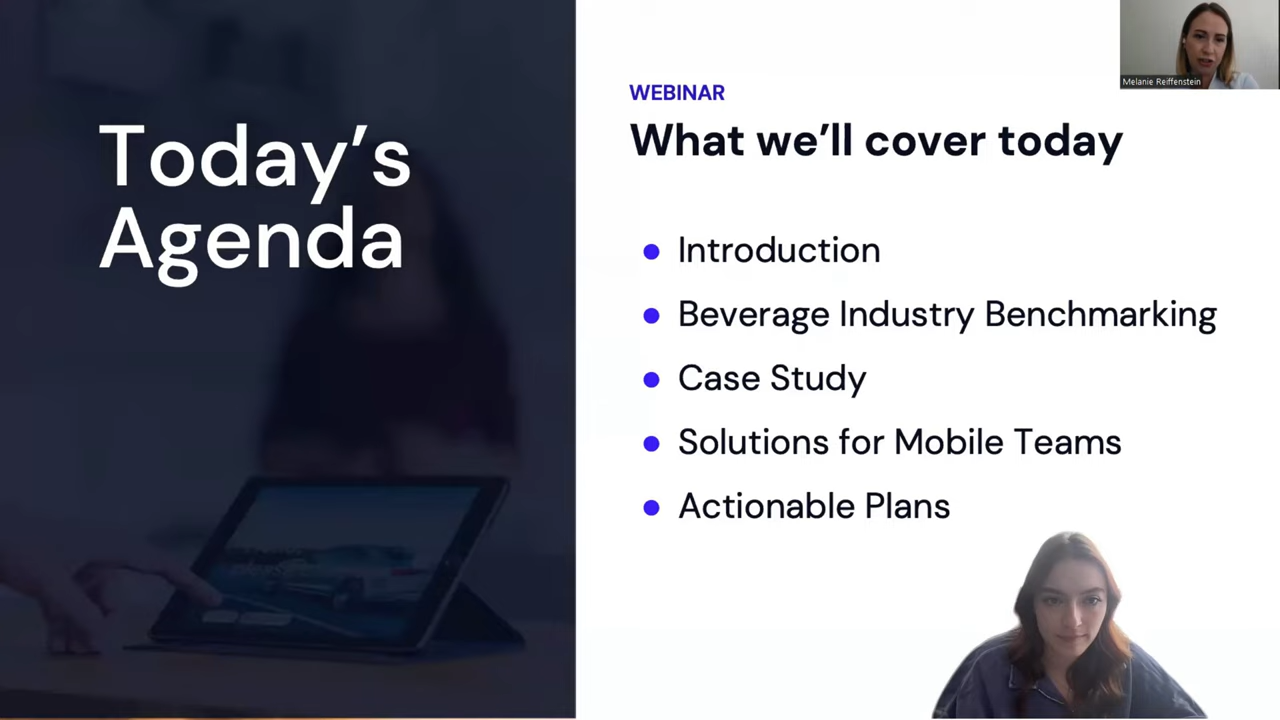 Today’s
Agenda
WEBINAR
What we’ll cover today
Introduction
Beverage Industry Benchmarking
Case Study
Solutions for Mobile Teams
Actionable Plans
Melanie Reiffenstein